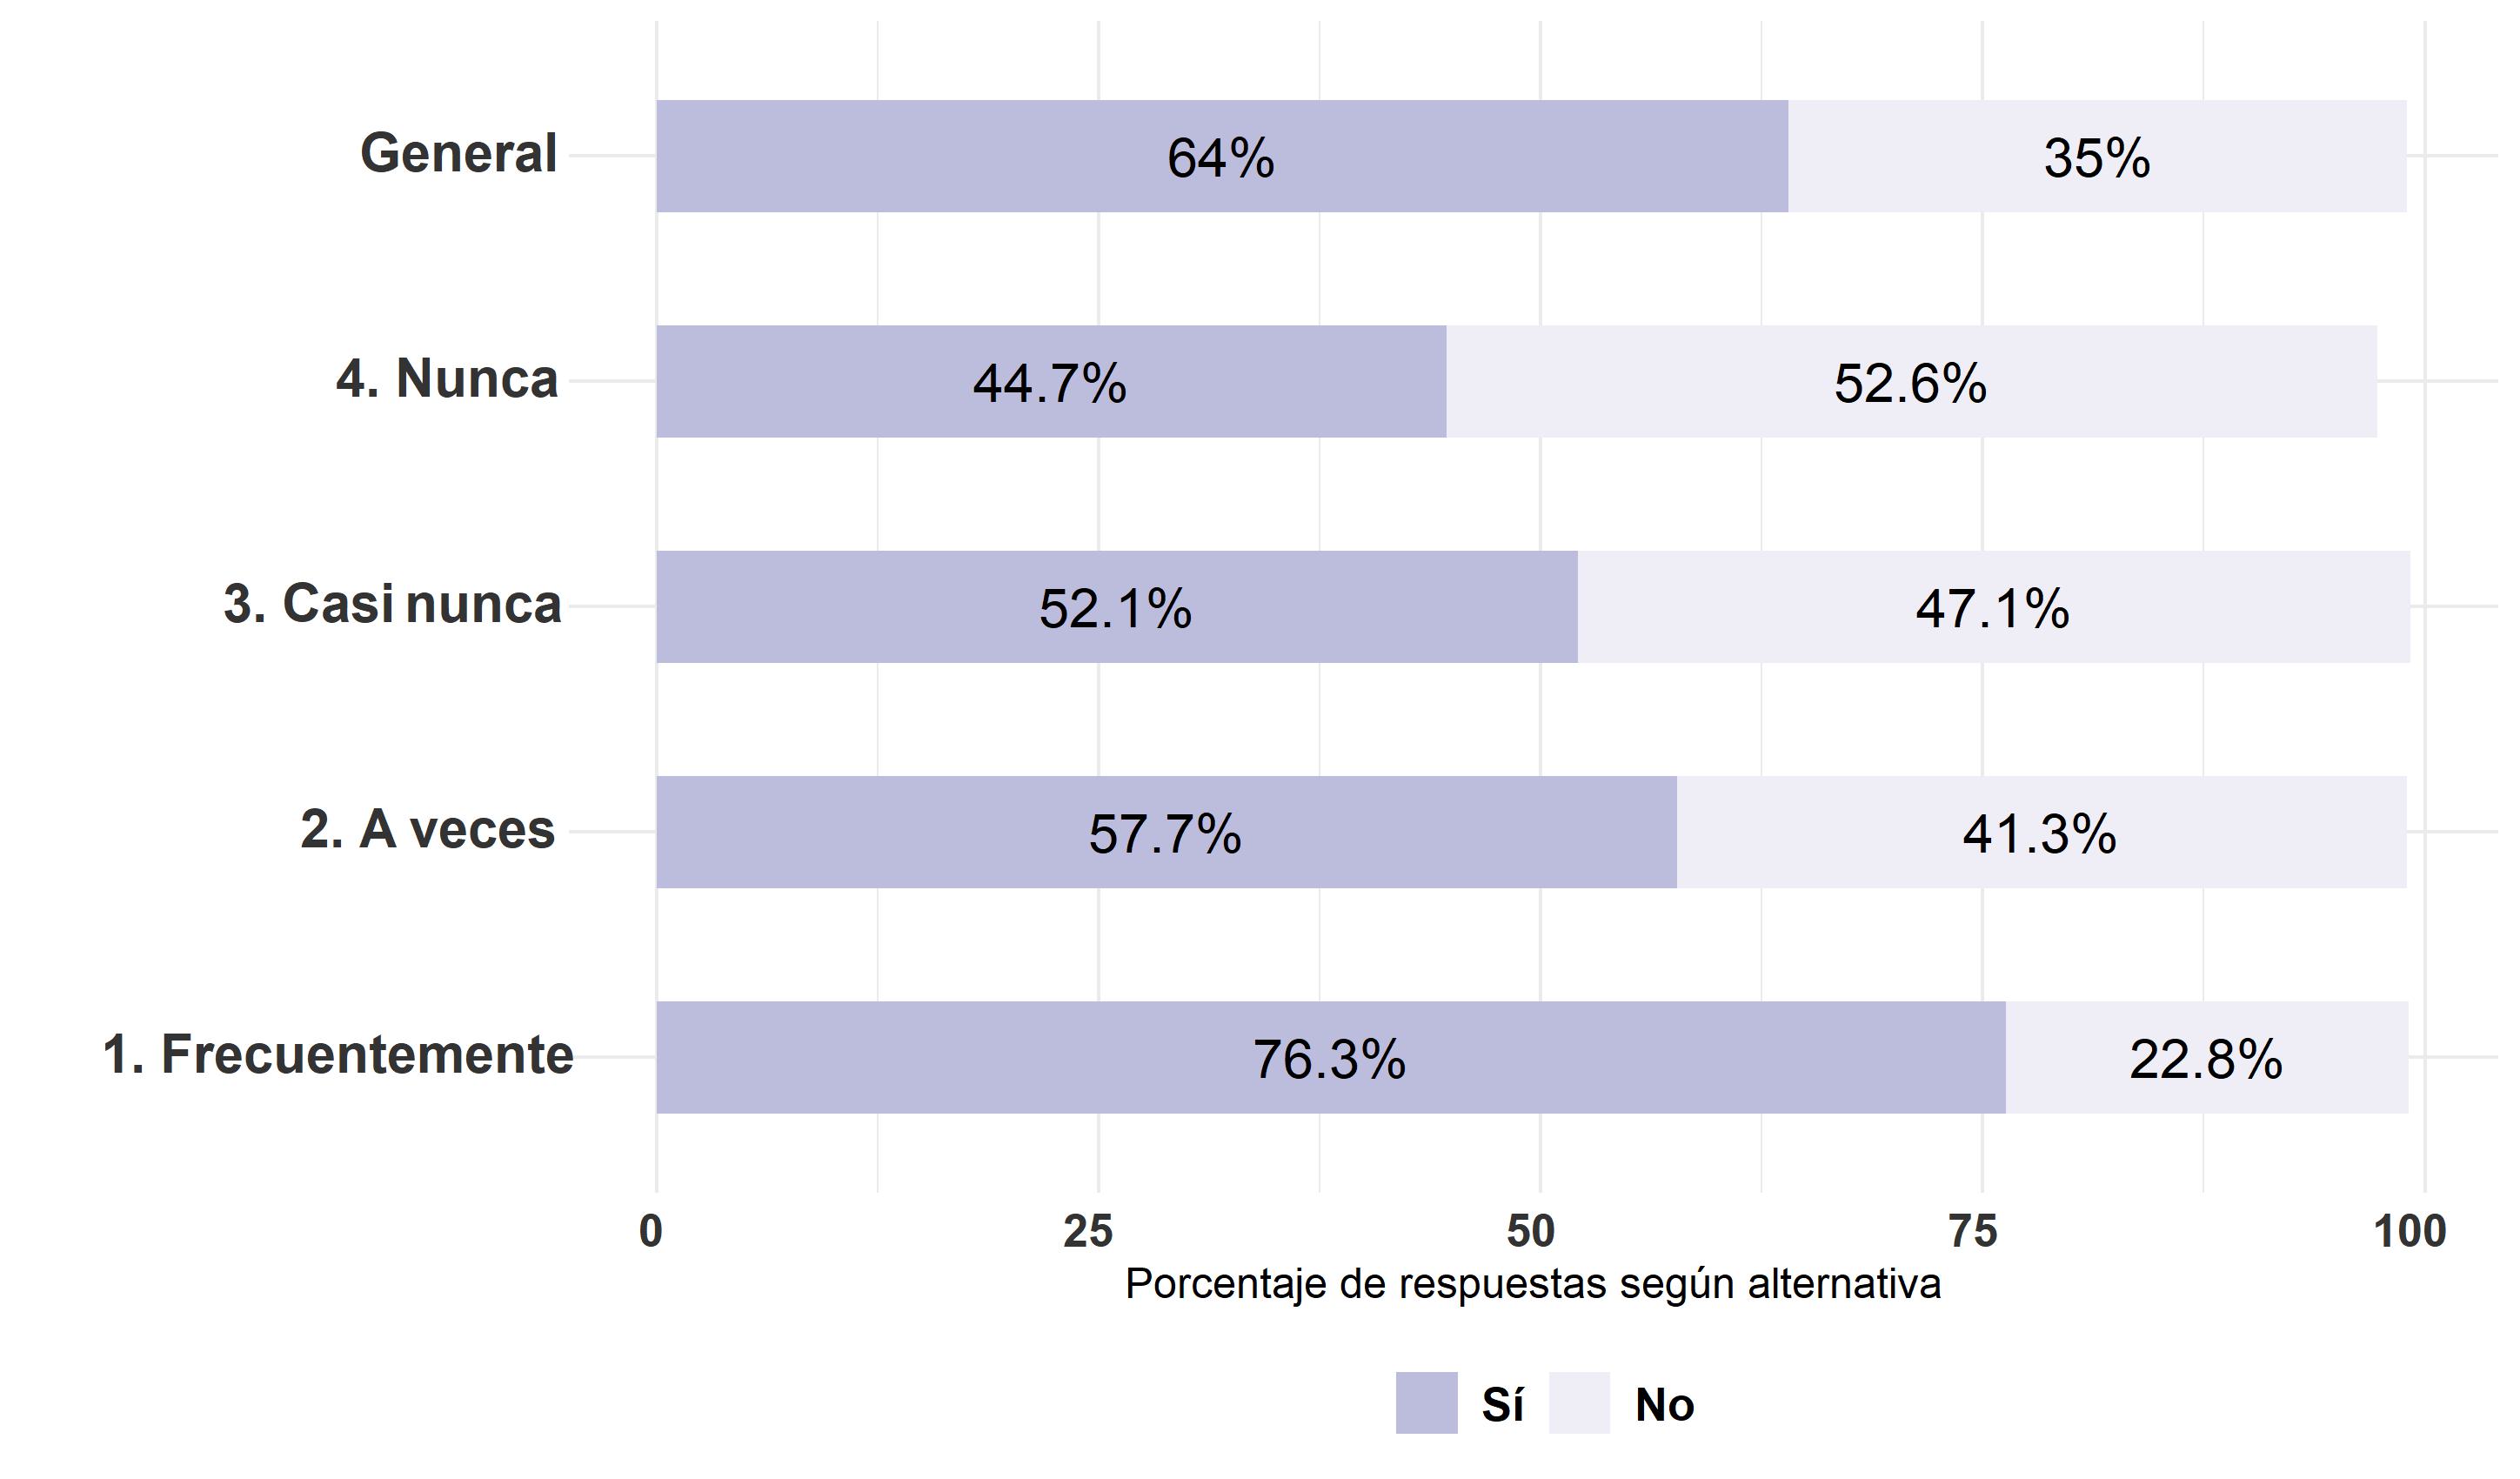 General 64% 35%
4. Nunca 44.7% 52.6%
3. Casi nunca 52.1% 47.1%
2. A veces 57.7% 41.3%
1. Frecuentemente 76.3% 22.8%
0 25 50 75 100
Porcentaje de respuestas según alternativa
Sí No